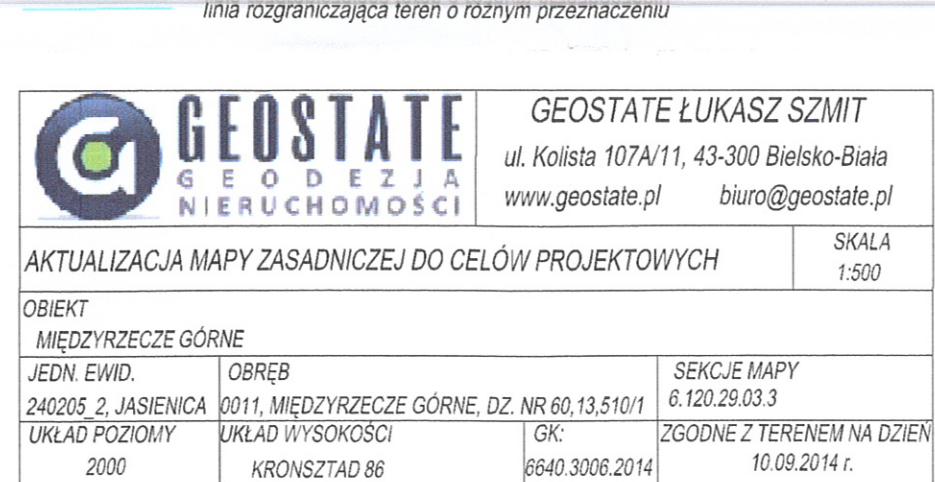 linia rozgraniczająca teren o różnym przeznaczeniu
GEOSTATE
GEODEZJA
NIERUCHOMOŚCI
GEOSTATE ŁUKASZ SZMIT
ul. Kolista 107A/11, 43-300 Bielsko-Biała
www.geostate.pl biuro@geostate.pl
AKTUALIZACJA MAPY ZASADNICZEJ DO CELÓW PROJEKTOWYCH
SKALA
1:500
OBIEKT
MIĘDZYRZECZE GÓRNE
JEDN. EWID.
240205_2, JASIENICA
OBRĘB
0011, MIĘDZYRZECZE GÓRNE, DZ. NR 60,13,510/1
SEKCJE MAPY
6.120.29.03.3
UKŁAD POZIOMY
2000
UKŁAD WYSOKOŚCI
KRONSZTAD 86
GK:
6640.3006.2014
ZGODNE Z TERENEM NA DZIEŃ
10.09.2014 r.